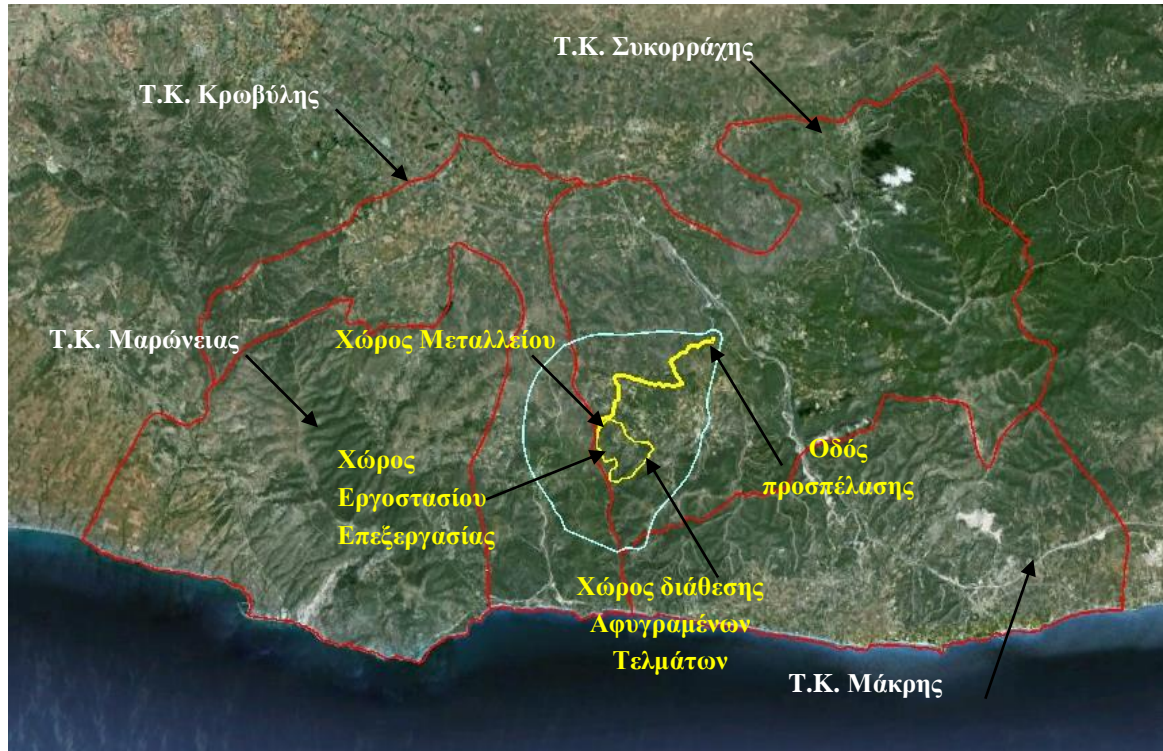 Τ.Κ. Συκορράχης
Τ.Κ. Κρωβύλης
Τ.Κ. Μαρώνειας
Χώρος Μεταλλείου
Χώρος
Εργοστασίου
Επεξεργασίας
Οδός
προσπέλασης
Χώρος διάθεσης
Αφυγραμένων
Τελμάτων
Τ.Κ. Μάκρης